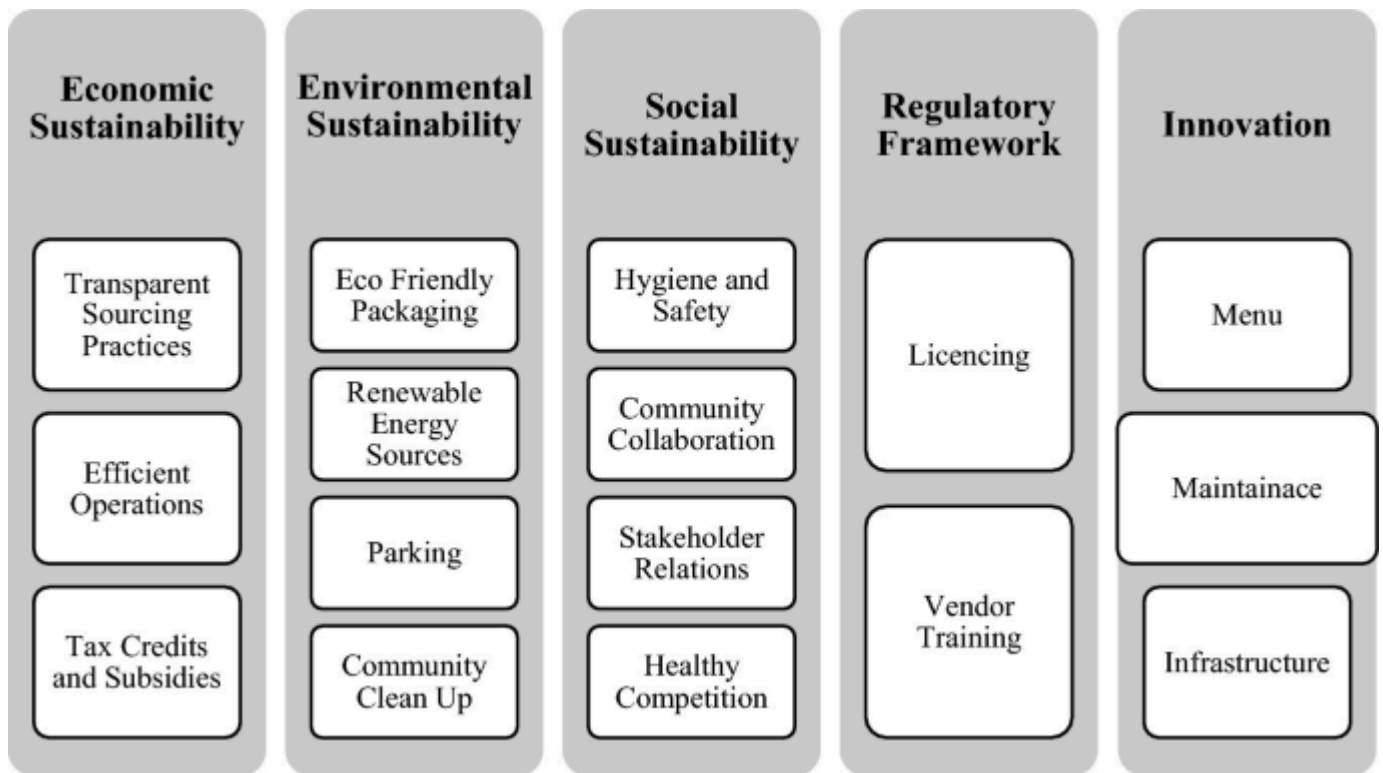 Economic
Sustainability
Transparent
Sourcing
Practices
Efficient
Operations
Tax Credits
and Subsidies
Environmental
Sustainability
Eco Friendly
Packaging
Renewable
Energy
Sources
Parking
Community
Clean Up
Social
Sustainability
Hygiene and
Safety
Community
Collaboration
Stakeholder
Relations
Healthy
Competition
Regulatory
Framework
Licencing
Vendor
Training
Innovation
Menu
Maintainace
Infrastructure